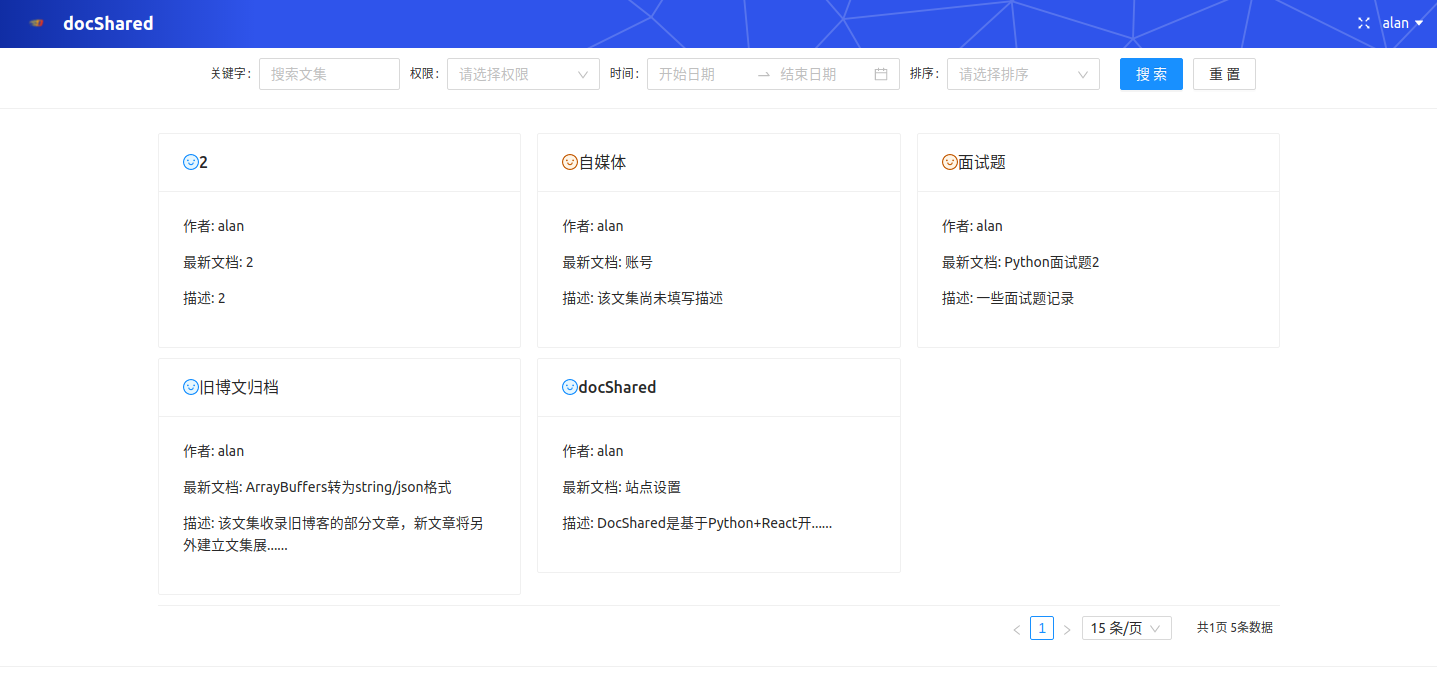 docShared
alan
关键字: 搜索文集 权限: 请选择权限 时间: 开始日期 结束日期 排序: 请选择排序 搜 索 重 置
2
作者: alan
最新文档: 2
描述: 2
自媒体
作者: alan
最新文档: 账号
描述: 该文集尚未填写描述
面试题
作者: alan
最新文档: Python面试题2
描述: 一些面试题记录
旧博文归档
作者: alan
最新文档: ArrayBuffers转为string/json格式
描述: 该文集收录旧博客的部分文章，新文章将另
外建立文集展......
docShared
作者: alan
最新文档: 站点设置
描述: DocShared是基于Python+React开......
1 15 条/页 共1页 5条数据